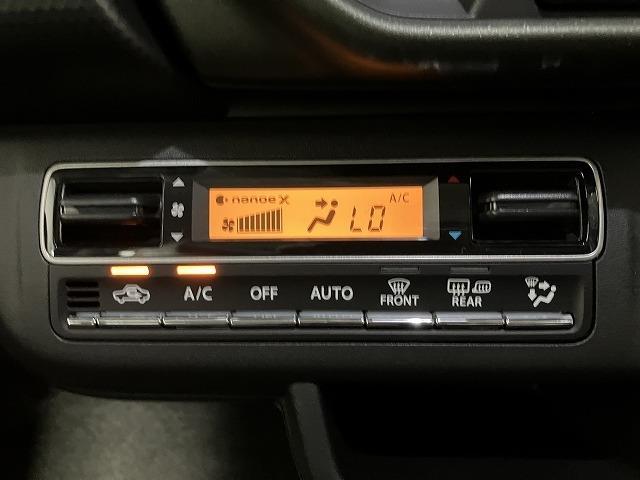 nanoe X
A/C
LO
A/C
OFF
AUTO
FRONT
REAR